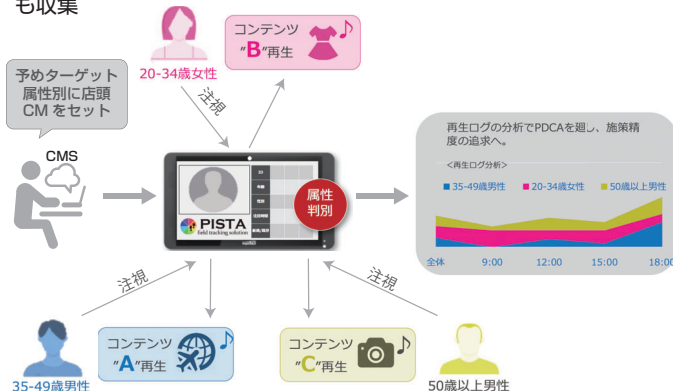 も収集
コンテンツ
"B"再生
20-34歳女性
予めターゲット
属性別に店頭
CM をセット
注視
CMS
再生ログの分析でPDCAを廻し、施策精
度の追求へ。
<再生ログ分析>
35-49歳男性 20-34歳女性 50歳以上男性
ID
年齢
性別
属性
判別
PISTA
field tracking solution
全体 9:00 12:00 15:00 18:00
注視
注視
コンテンツ
"A"再生
コンテンツ
"C"再生
35-49歳男性
50歳以上男性